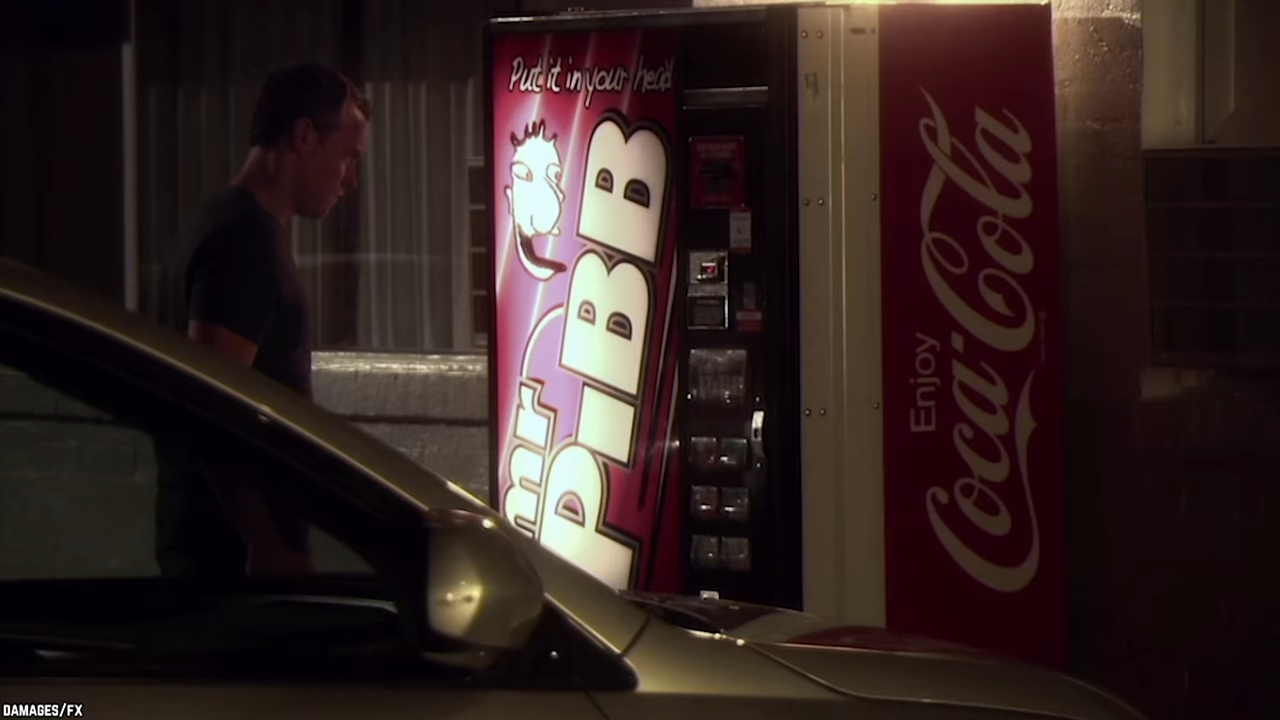 Put it in your head
mr
PIBB
Enjoy
Coca-Cola
DAMAGES/FX